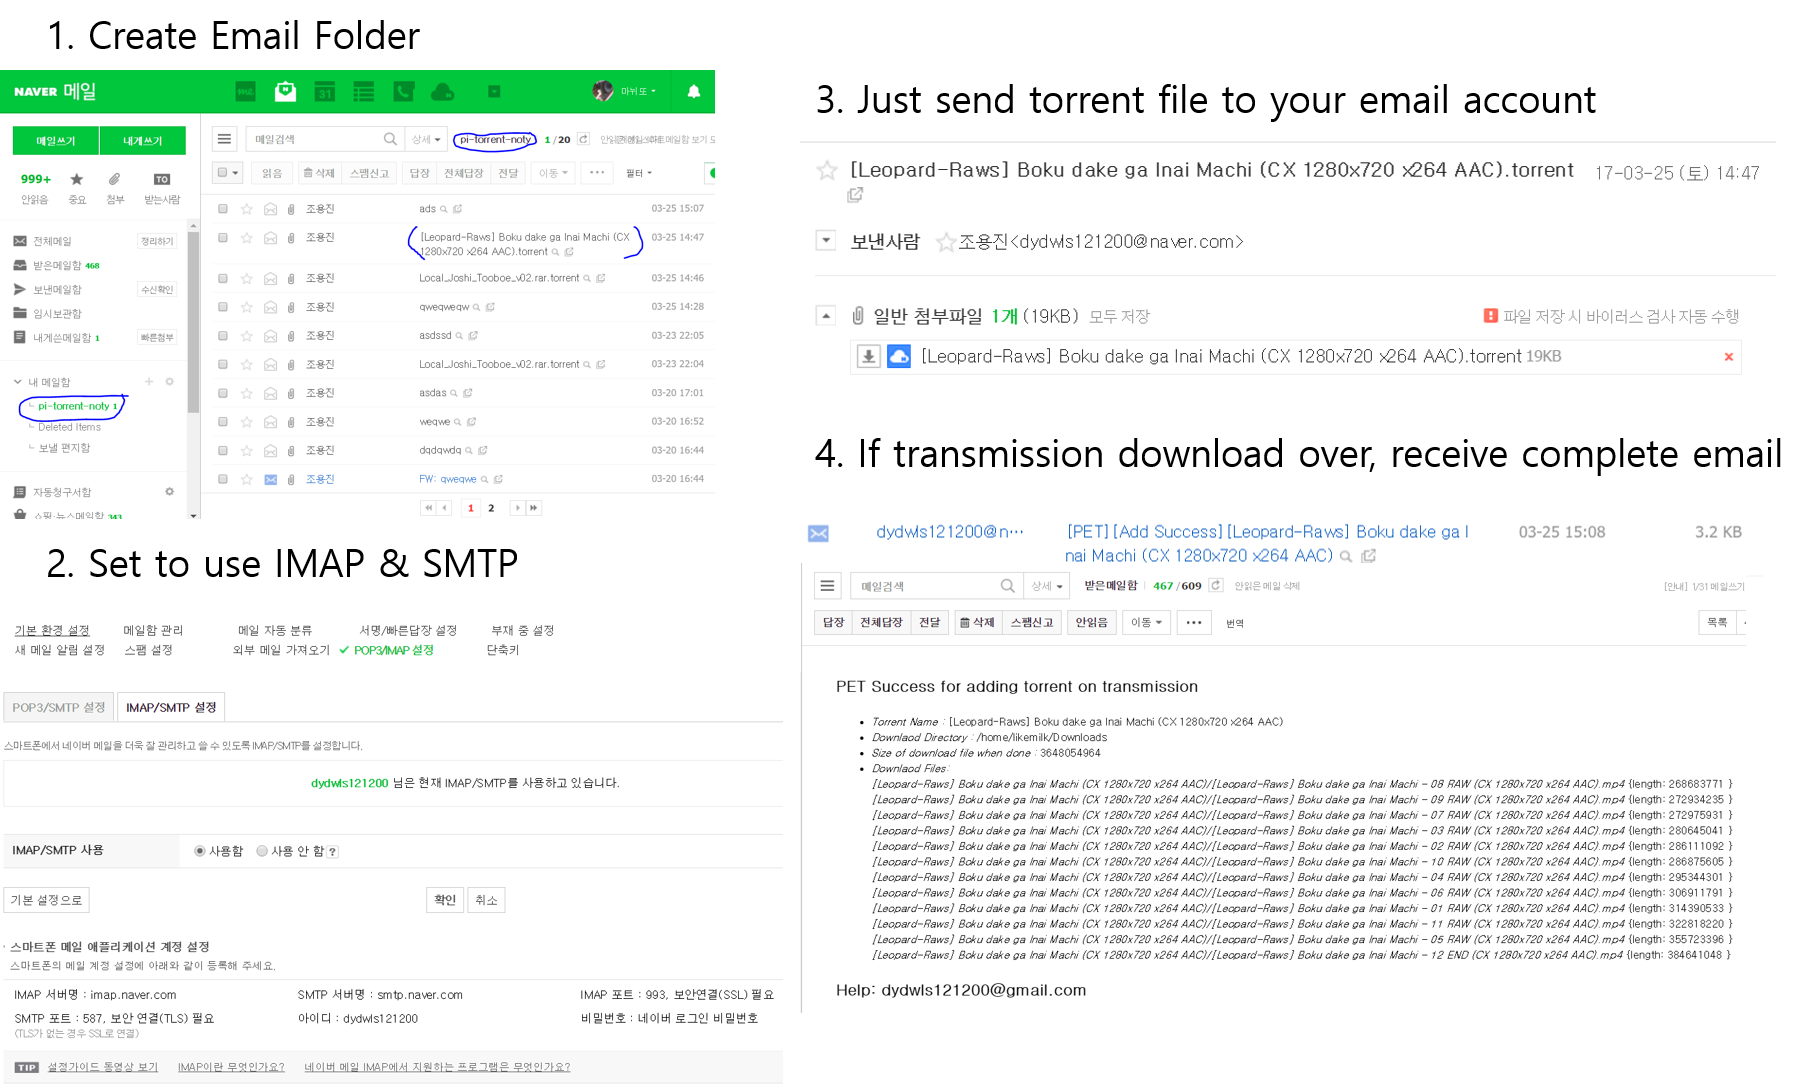 1. Create Email Folder
NAVER 메일
31
마뉘또
메일쓰기 내게쓰기
메일검색 상세 pi-torrent-noty 1 / 20
읽음 삭제 스팸신고 답장 전체답장 전달 이동 ··· 필터
999+ TO
안읽음 중요 첨부 받는사람
전체메일 정리하기
받은메일함 468
보낸메일함 수신확인
임시보관함
내게쓴메일함 1 빠른첨부
내 메일함
pi-torrent-noty 1
Deleted Items
보낼 편지함
자동청구서함
쇼핑·뉴스메일함 343
조용진 ads 03-25 15:07
조용진 [Leopard-Raws] Boku dake ga Inai Machi (CX 03-25 14:47
1280x720 x264 AAC).torrent
조용진 Local_Joshi_Tooboe_v02.rar.torrent 03-25 14:46
조용진 qweqweqw 03-25 14:28
조용진 asdssd 03-23 22:05
조용진 Local_Joshi_Tooboe_v02.rar.torrent 03-23 22:04
조용진 asdas 03-20 17:01
조용진 weqwe 03-20 16:52
조용진 dqdqwdq 03-20 16:44
조용진 FW: qweqwe 03-20 16:44
1 2
2. Set to use IMAP & SMTP
기본 환경 설정 메일함 관리 메일 자동 분류 서명/빠른답장 설정 부재 중 설정
새 메일 알림 설정 스팸 설정 외부 메일 가져오기 POP3/IMAP 설정 단축키
POP3/SMTP 설정 IMAP/SMTP 설정
스마트폰에서 네이버 메일을 더욱 잘 관리하고 쓸 수 있도록 IMAP/SMTP를 설정합니다.
dydwls121200 님은 현재 IMAP/SMTP를 사용하고 있습니다.
IMAP/SMTP 사용 사용함 사용 안 함 ?
기본 설정으로 확인 취소
· 스마트폰 메일 애플리케이션 계정 설정
스마트폰의 메일 계정 설정에 아래와 같이 등록해 주세요.
IMAP 서버명 : imap.naver.com SMTP 서버명 : smtp.naver.com IMAP 포트 : 993, 보안연결(SSL) 필요
SMTP 포트 : 587, 보안 연결(TLS) 필요 아이디 : dydwls121200 비밀번호 : 네이버 로그인 비밀번호
(TLS가 없는 경우 SSL로 연결)
TIP 설정가이드 동영상 보기 IMAP이란 무엇인가요? 네이버 메일 IMAP에서 지원하는 프로그램은 무엇인가요?
3. Just send torrent file to your email account
[Leopard-Raws] Boku dake ga Inai Machi (CX 1280x720 x264 AAC).torrent 17-03-25 (토) 14:47
보낸사람 조용진<dydwls121200@naver.com>
일반 첨부파일 1개 (19KB) 모두 저장 파일 저장 시 바이러스 검사 자동 수행
[Leopard-Raws] Boku dake ga Inai Machi (CX 1280x720 x264 AAC).torrent 19KB
4. If transmission download over, receive complete email
dydwls121200@n··· [PET][Add Success][Leopard-Raws] Boku dake ga I 03-25 15:08 3.2 KB
nai Machi (CX 1280x720 x264 AAC)
메일검색 상세 받은메일함 467 / 609 안읽은 메일 삭제 [안내] 1/31 메일쓰기
답장 전체답장 전달 삭제 스팸신고 안읽음 이동 ··· 번역 목록
PET Success for adding torrent on transmission
• Torrent Name : [Leopard-Raws] Boku dake ga Inai Machi (CX 1280x720 x264 AAC)
• Downlaod Directory : /home/likemilk/Downloads
• Size of download file when done : 3648054964
• Downlaod Files:
[Leopard-Raws] Boku dake ga Inai Machi (CX 1280x720 x264 AAC)/[Leopard-Raws] Boku dake ga Inai Machi - 08 RAW (CX 1280x720 x264 AAC).mp4 {length: 268683771 }
[Leopard-Raws] Boku dake ga Inai Machi (CX 1280x720 x264 AAC)/[Leopard-Raws] Boku dake ga Inai Machi - 09 RAW (CX 1280x720 x264 AAC).mp4 {length: 272934235 }
[Leopard-Raws] Boku dake ga Inai Machi (CX 1280x720 x264 AAC)/[Leopard-Raws] Boku dake ga Inai Machi - 07 RAW (CX 1280x720 x264 AAC).mp4 {length: 272975931 }
[Leopard-Raws] Boku dake ga Inai Machi (CX 1280x720 x264 AAC)/[Leopard-Raws] Boku dake ga Inai Machi - 03 RAW (CX 1280x720 x264 AAC).mp4 {length: 280645041 }
[Leopard-Raws] Boku dake ga Inai Machi (CX 1280x720 x264 AAC)/[Leopard-Raws] Boku dake ga Inai Machi - 02 RAW (CX 1280x720 x264 AAC).mp4 {length: 286111092 }
[Leopard-Raws] Boku dake ga Inai Machi (CX 1280x720 x264 AAC)/[Leopard-Raws] Boku dake ga Inai Machi - 10 RAW (CX 1280x720 x264 AAC).mp4 {length: 286875605 }
[Leopard-Raws] Boku dake ga Inai Machi (CX 1280x720 x264 AAC)/[Leopard-Raws] Boku dake ga Inai Machi - 04 RAW (CX 1280x720 x264 AAC).mp4 {length: 295344301 }
[Leopard-Raws] Boku dake ga Inai Machi (CX 1280x720 x264 AAC)/[Leopard-Raws] Boku dake ga Inai Machi - 06 RAW (CX 1280x720 x264 AAC).mp4 {length: 306911791 }
[Leopard-Raws] Boku dake ga Inai Machi (CX 1280x720 x264 AAC)/[Leopard-Raws] Boku dake ga Inai Machi - 01 RAW (CX 1280x720 x264 AAC).mp4 {length: 314390533 }
[Leopard-Raws] Boku dake ga Inai Machi (CX 1280x720 x264 AAC)/[Leopard-Raws] Boku dake ga Inai Machi - 11 RAW (CX 1280x720 x264 AAC).mp4 {length: 322818220 }
[Leopard-Raws] Boku dake ga Inai Machi (CX 1280x720 x264 AAC)/[Leopard-Raws] Boku dake ga Inai Machi - 05 RAW (CX 1280x720 x264 AAC).mp4 {length: 355723396 }
[Leopard-Raws] Boku dake ga Inai Machi (CX 1280x720 x264 AAC)/[Leopard-Raws] Boku dake ga Inai Machi - 12 END (CX 1280x720 x264 AAC).mp4 {length: 384641048 }
Help: dydwls121200@gmail.com